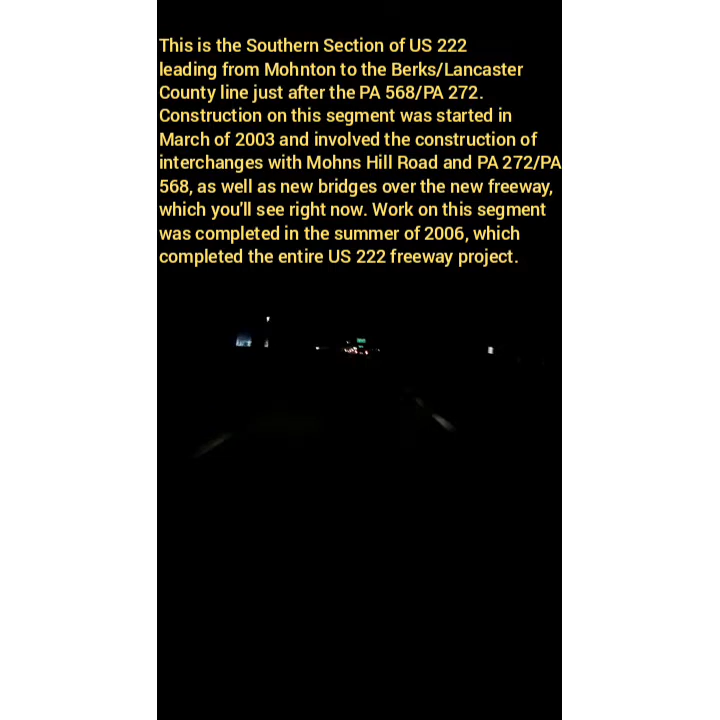 This is the Southern Section of US 222
leading from Mohnton to the Berks/Lancaster
County line just after the PA 568/PA 272.
Construction on this segment was started in
March of 2003 and involved the construction of
interchanges with Mohns Hill Road and PA 272/PA
568, as well as new bridges over the new freeway,
which you'll see right now. Work on this segment
was completed in the summer of 2006, which
completed the entire US 222 freeway project.